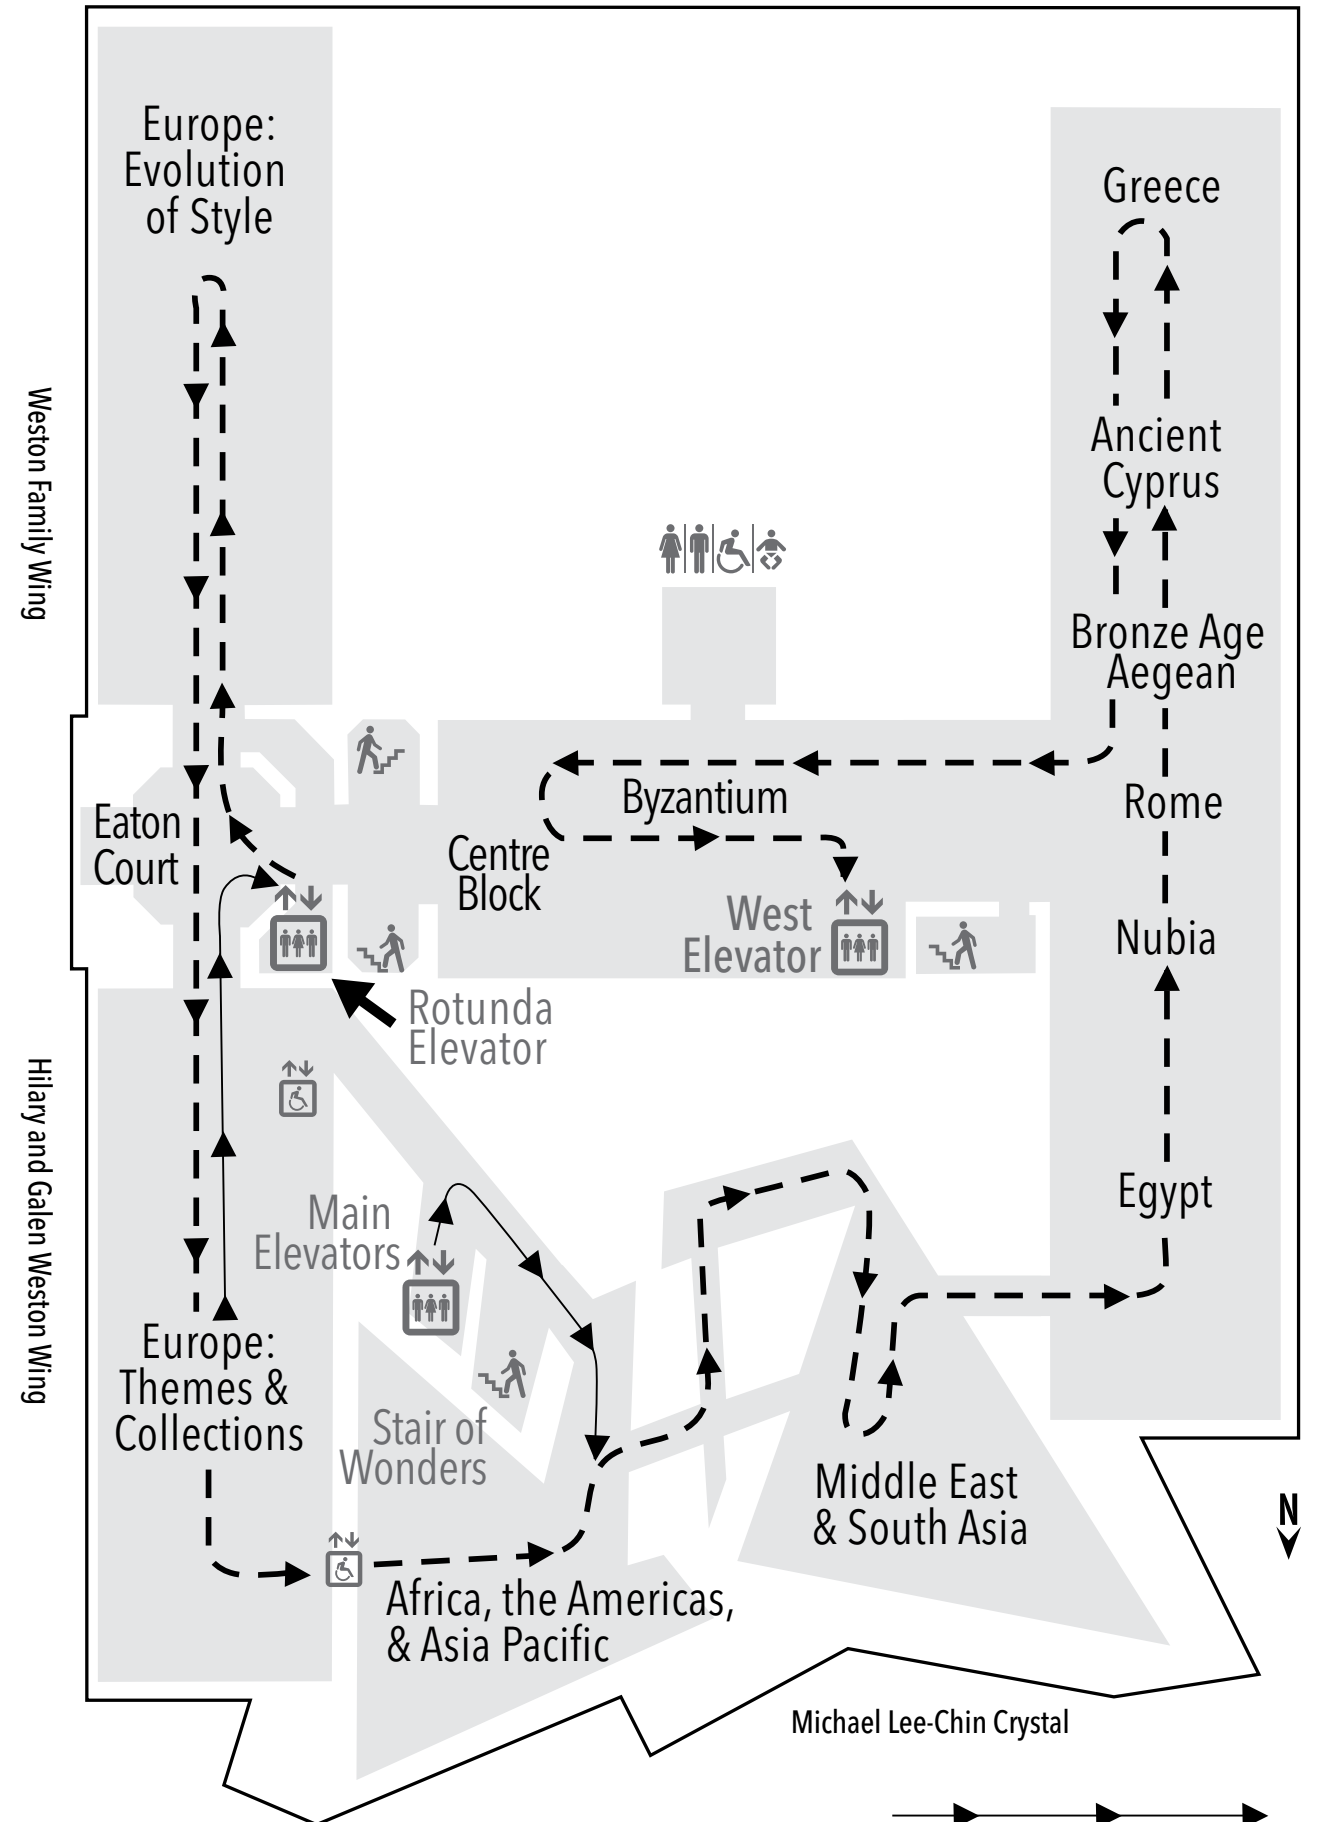 Europe:
Evolution
of Style
Greece
Weston Family Wing
Ancient
Cyprus
Bronze Age
Aegean
Eaton
Court
Byzantium
Rome
Centre
Block
West
Elevator
Nubia
Rotunda
Elevator
Hilary and Galen Weston Wing
Main
Elevators
Egypt
Europe:
Themes &
Collections
Stair of
Wonders
Middle East
& South Asia
N
Africa, the Americas,
& Asia Pacific
Michael Lee-Chin Crystal